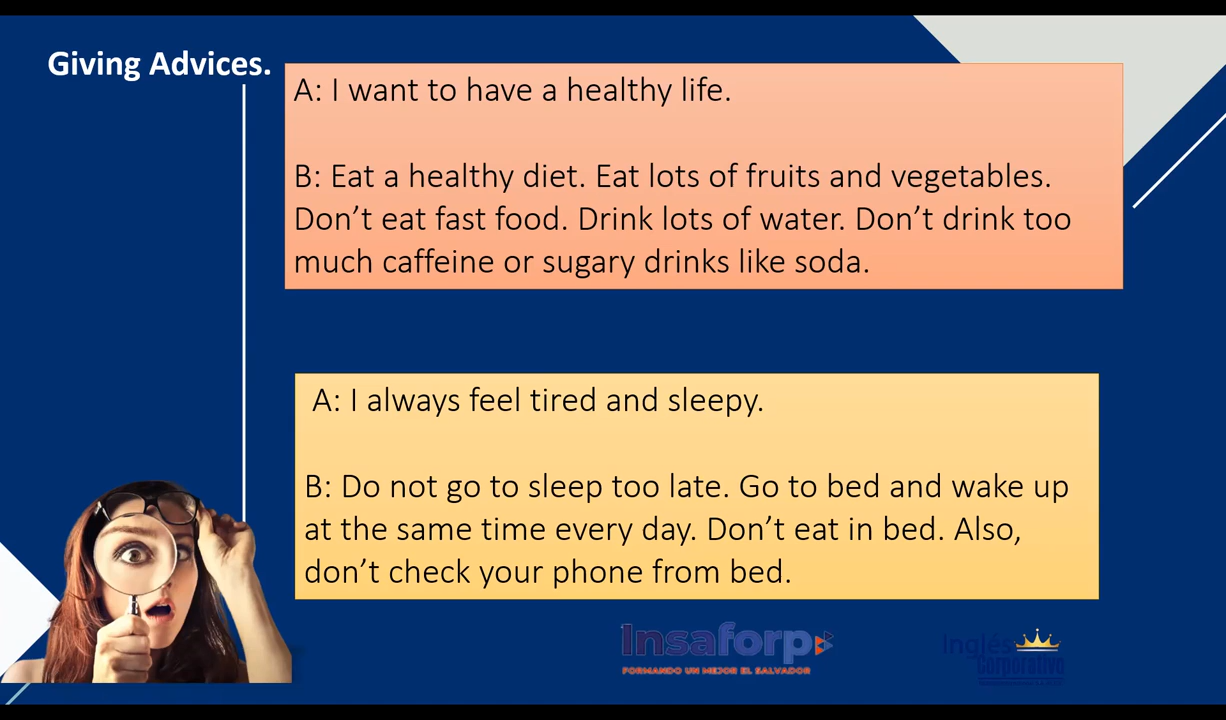 Giving Advices.
A: I want to have a healthy life.
B: Eat a healthy diet. Eat lots of fruits and vegetables.
Don’t eat fast food. Drink lots of water. Don’t drink too
much caffeine or sugary drinks like soda.
A: I always feel tired and sleepy.
B: Do not go to sleep too late. Go to bed and wake up
at the same time every day. Don’t eat in bed. Also,
don’t check your phone from bed.
Insaforp
FORMANDO UN MEJOR EL SALVADOR
Inglés
Corporativo